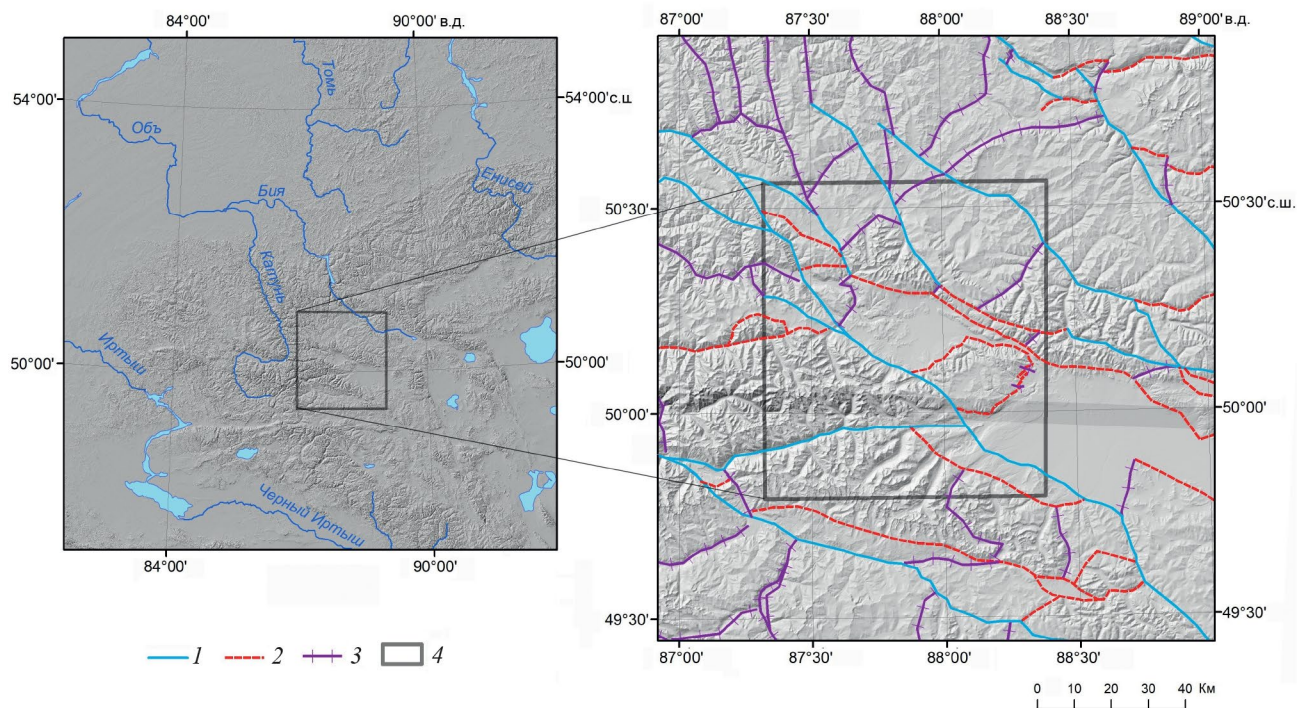 84°00' 90°00' в.д.
54°00' 54°00' с.ш
Томь
Объ
Енисей
Бия
Катунь
50°00' 50°00'
Иртыш
Черный Иртыш
84°00' 90°00'
87°00' 87°30' 88°00' 88°30' 89°00' в.д.
50°30' 50°30' с.ш.
50°00' 50°00'
49°30' 49°30'
87°00' 87°30' 88°00' 88°30'
1 2 3 4
0 10 20 30 40 Км